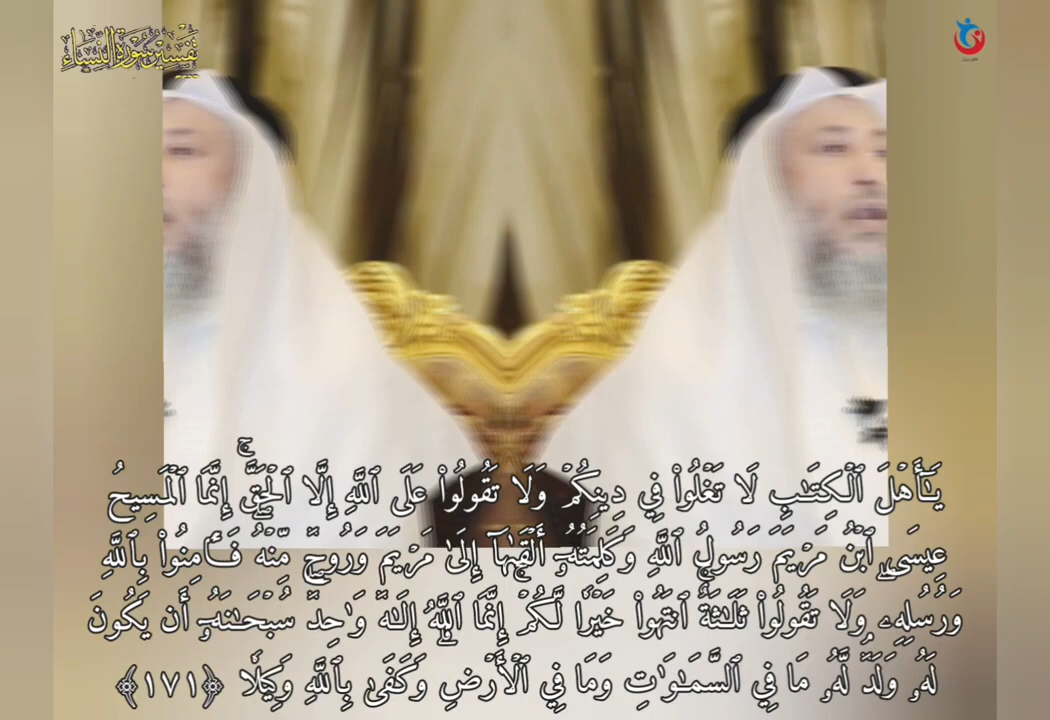 تفسير سورة النساء
يَـٰٓأَهْلَ ٱلْكِتَـٰبِ لَا تَغْلُوا۟ فِي دِينِكُمْ وَلَا تَقُولُوا۟ عَلَى ٱللَّهِ إِلَّا ٱلْحَقَّ ۚ إِنَّمَا ٱلْمَسِيحُ
عِيسَى ٱبْنُ مَرْيَمَ رَسُولُ ٱللَّهِ وَكَلِمَتُهُۥٓ أَلْقَىٰهَآ إِلَىٰ مَرْيَمَ وَرُوحٌ مِّنْهُ ۖ فَـَٔامِنُوا۟ بِٱللَّهِ
وَرُسُلِهِۦ ۖ وَلَا تَقُولُوا۟ ثَلَـٰثَةٌ ۚ ٱنتَهُوا۟ خَيْرًا لَّكُمْ ۚ إِنَّمَا ٱللَّهُ إِلَـٰهٌ وَٰحِدٌ ۖ سُبْحَـٰنَهُۥٓ أَن يَكُونَ
لَهُۥ وَلَدٌ ۘ لَّهُۥ مَا فِي ٱلسَّمَـٰوَٰتِ وَمَا فِي ٱلْأَرْضِ ۗ وَكَفَىٰ بِٱللَّهِ وَكِيلًا ﴿١٧١﴾